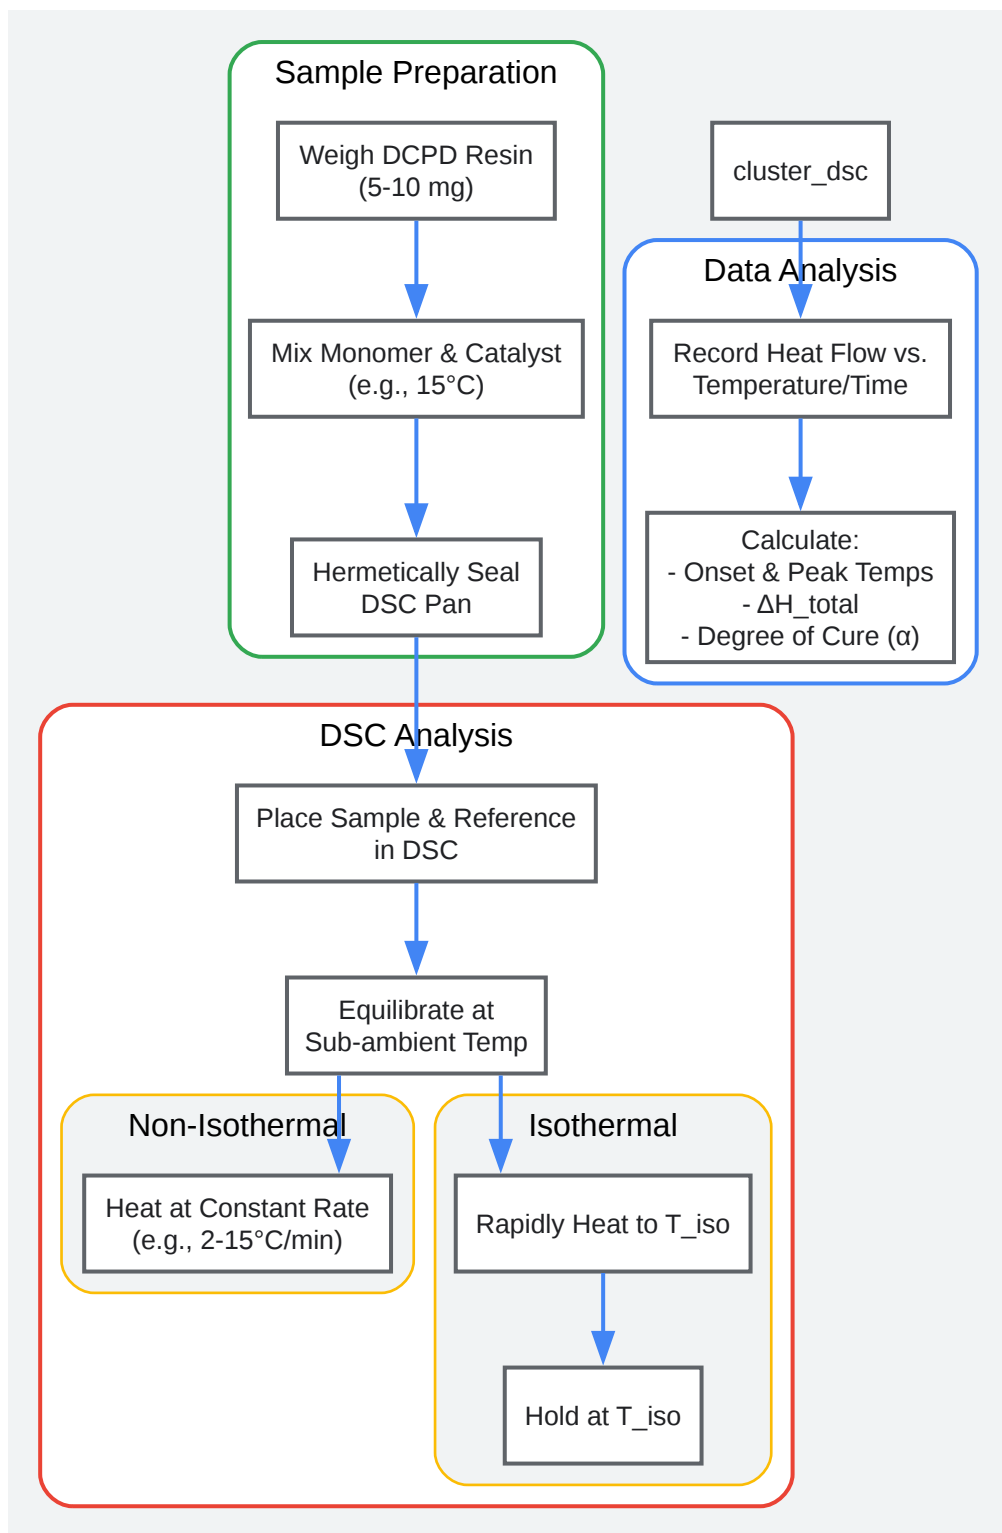 Sample Preparation
Weigh DCPD Resin
(5-10 mg)
Mix Monomer & Catalyst
(e.g., 15°C)
Hermetically Seal
DSC Pan
cluster_dsc
Data Analysis
Record Heat Flow vs.
Temperature/Time
Calculate:
- Onset & Peak Temps
- ΔH_total
- Degree of Cure (α)
DSC Analysis
Place Sample & Reference
in DSC
Equilibrate at
Sub-ambient Temp
Non-Isothermal
Heat at Constant Rate
(e.g., 2-15°C/min)
Isothermal
Rapidly Heat to T_iso
Hold at T_iso